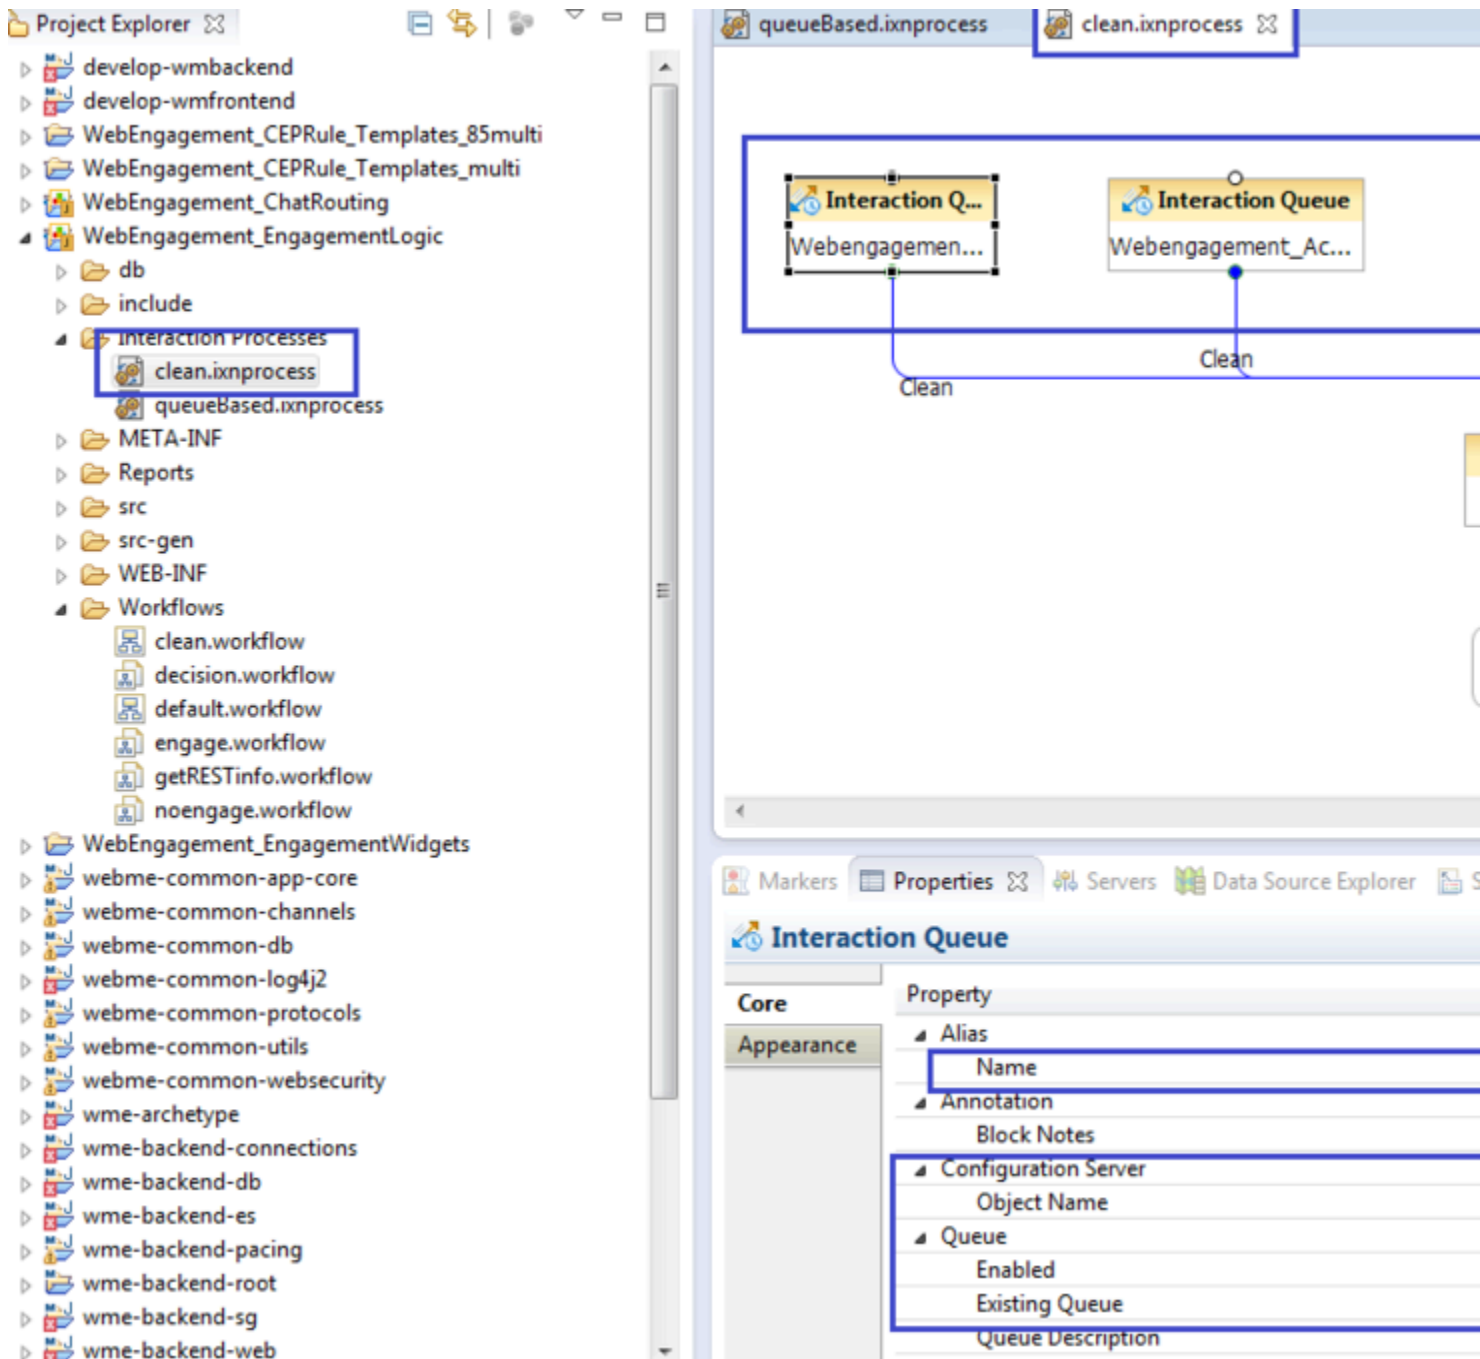 Project Explorer
develop-wmbackend
develop-wmfrontend
WebEngagement_CEPRule_Templates_85multi
WebEngagement_CEPRule_Templates_multi
WebEngagement_ChatRouting
WebEngagement_EngagementLogic
db
include
Interaction Processes
clean.ixnprocess
queueBased.ixnprocess
META-INF
Reports
src
src-gen
WEB-INF
Workflows
clean.workflow
decision.workflow
default.workflow
engage.workflow
getRESTinfo.workflow
noengage.workflow
WebEngagement_EngagementWidgets
webme-common-app-core
webme-common-channels
webme-common-db
webme-common-log4j2
webme-common-protocols
webme-common-utils
webme-common-websecurity
wme-archetype
wme-backend-connections
wme-backend-db
wme-backend-es
wme-backend-pacing
wme-backend-root
wme-backend-sg
wme-backend-web
queueBased.ixnprocess clean.ixnprocess
Interaction Q... Interaction Queue
Webengagemen... Webengagement_Ac...
Clean
Clean
Markers Properties Servers Data Source Explorer S
Interaction Queue
Core
Appearance
Property
Alias
Name
Annotation
Block Notes
Configuration Server
Object Name
Queue
Enabled
Existing Queue
Queue Description